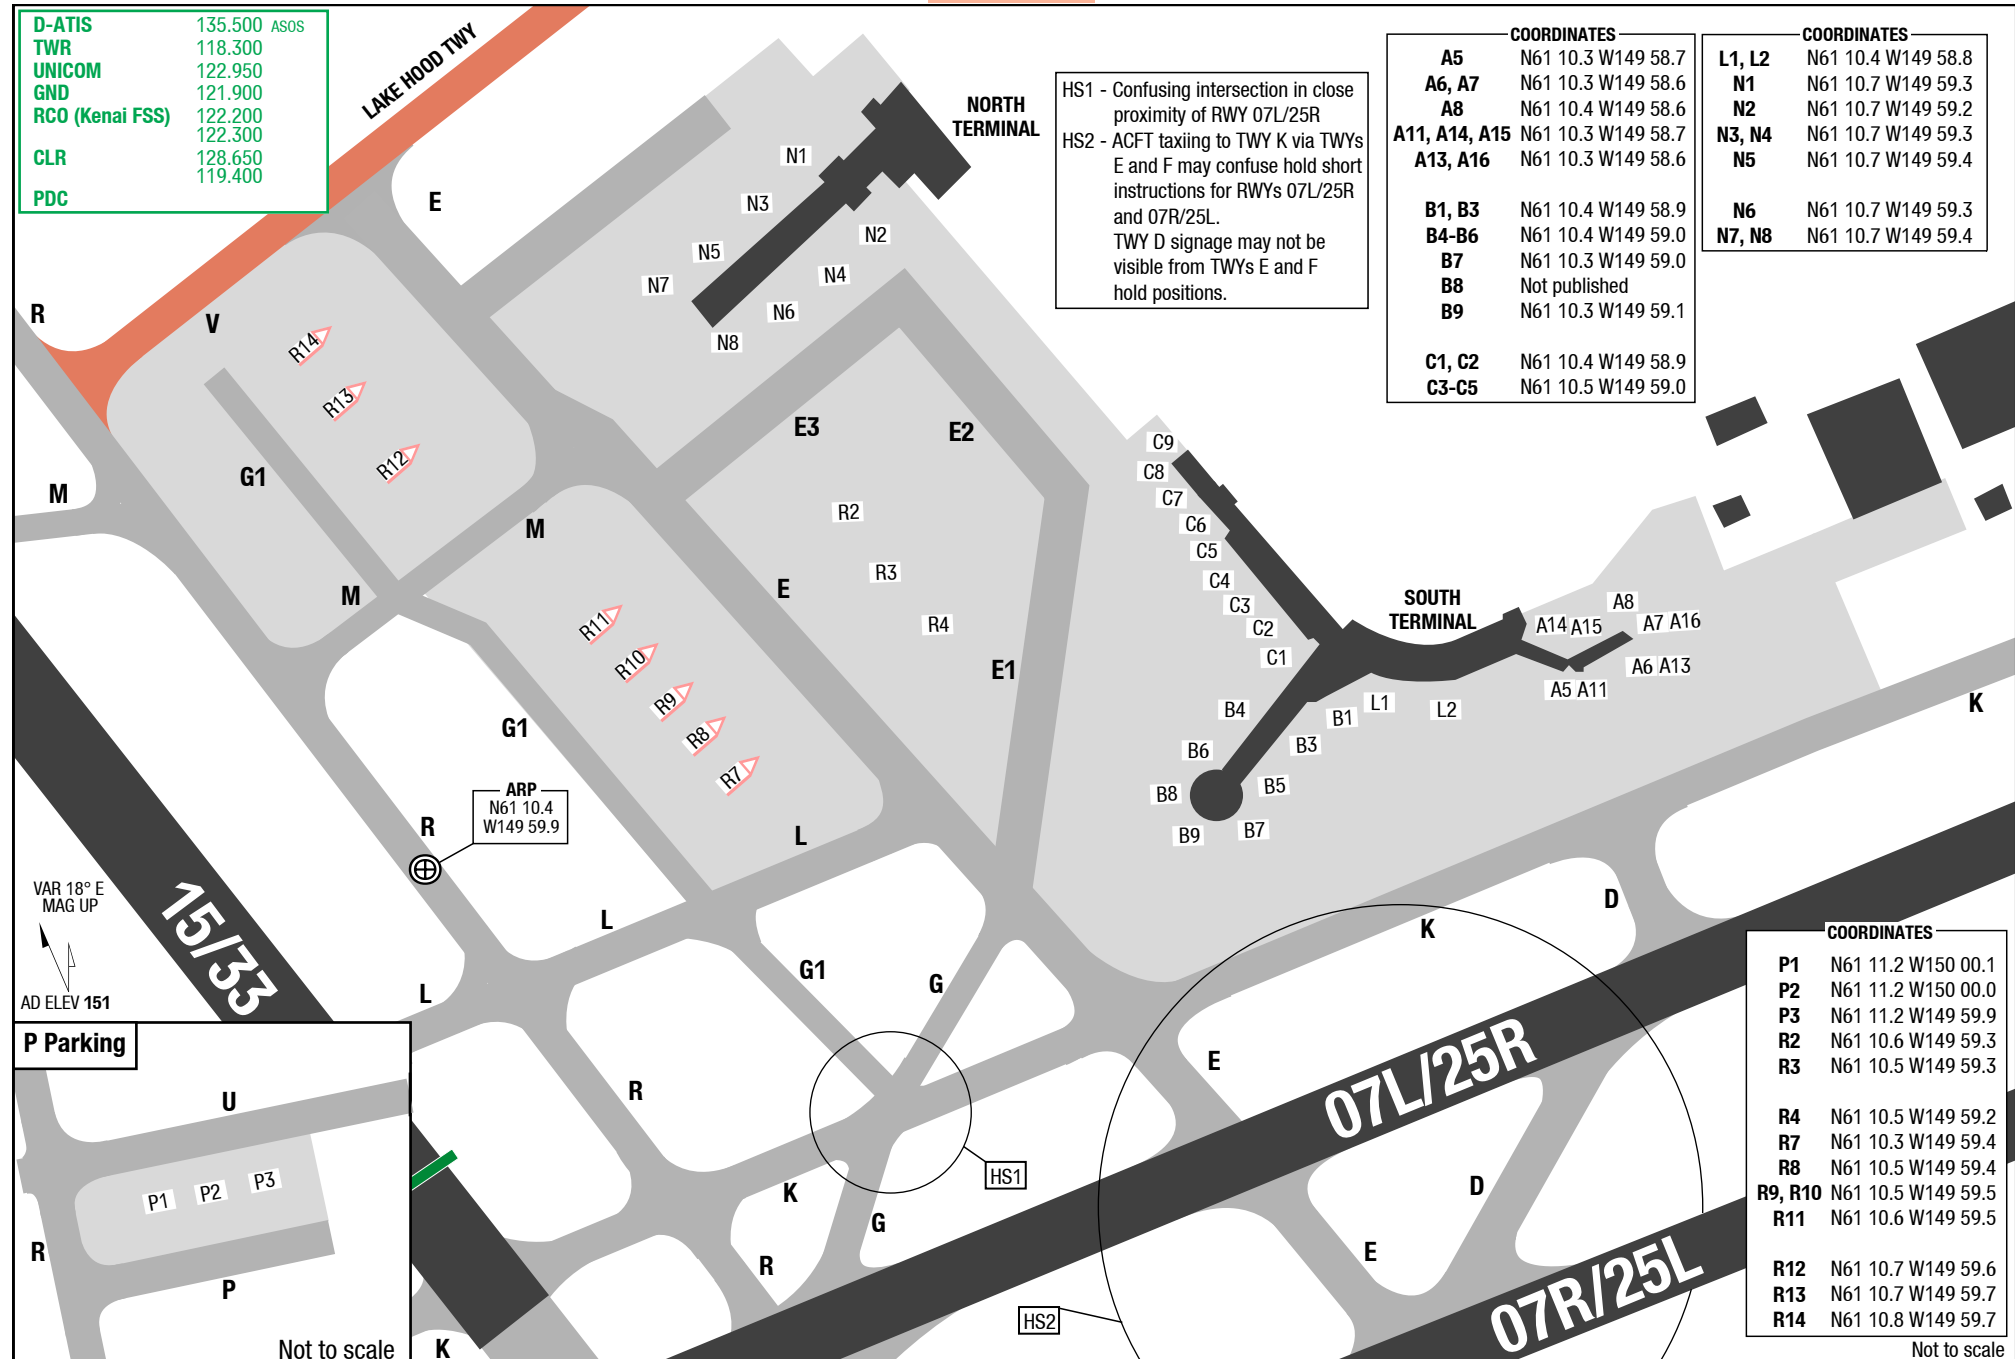 D-ATIS 135.500 ASOS
TWR 118.300
UNICOM 122.950
GND 121.900
RCO (Kenai FSS) 122.200
122.300
CLR 128.650
119.400
PDC
LAKE HOOD TWY
NORTH
TERMINAL
HS1 - Confusing intersection in close
proximity of RWY 07L/25R
HS2 - ACFT taxiing to TWY K via TWYs
E and F may confuse hold short
instructions for RWYs 07L/25R
and 07R/25L.
TWY D signage may not be
visible from TWYs E and F
hold positions.
COORDINATES
A5 N61 10.3 W149 58.7
A6, A7 N61 10.3 W149 58.6
A8 N61 10.4 W149 58.6
A11, A14, A15 N61 10.3 W149 58.7
A13, A16 N61 10.3 W149 58.6
B1, B3 N61 10.4 W149 58.9
B4-B6 N61 10.4 W149 59.0
B7 N61 10.3 W149 59.0
B8 Not published
B9 N61 10.3 W149 59.1
C1, C2 N61 10.4 W149 58.9
C3-C5 N61 10.5 W149 59.0
COORDINATES
L1, L2 N61 10.4 W149 58.8
N1 N61 10.7 W149 59.3
N2 N61 10.7 W149 59.2
N3, N4 N61 10.7 W149 59.3
N5 N61 10.7 W149 59.4
N6 N61 10.7 W149 59.3
N7, N8 N61 10.7 W149 59.4
E
N1
N3
N2
N5
N4
N7
N6
N8
R
V
R14
R13
R12
G1
M
M
M
E3
E2
R2
R3
R4
E
E1
C9
C8
C7
C6
C5
C4
C3
C2
C1
SOUTH
TERMINAL
A8
A14 A15
A7 A16
A6 A13
A5 A11
K
L1
L2
B1
B4
B3
B6
B5
B8
B7
B9
R11
R10
R9
R8
R7
G1
ARP
N61 10.4
W149 59.9
R
L
L
L
VAR 18° E
MAG UP
AD ELEV 151
15/33
G1
G
D
K
E
07L/25R
R
HS1
K
G
R
D
E
HS2
07R/25L
K
P Parking
U
P1 P2 P3
R
P
Not to scale
COORDINATES
P1 N61 11.2 W150 00.1
P2 N61 11.2 W150 00.0
P3 N61 11.2 W149 59.9
R2 N61 10.6 W149 59.3
R3 N61 10.5 W149 59.3
R4 N61 10.5 W149 59.2
R7 N61 10.3 W149 59.4
R8 N61 10.5 W149 59.4
R9, R10 N61 10.5 W149 59.5
R11 N61 10.6 W149 59.5
R12 N61 10.7 W149 59.6
R13 N61 10.7 W149 59.7
R14 N61 10.8 W149 59.7
Not to scale